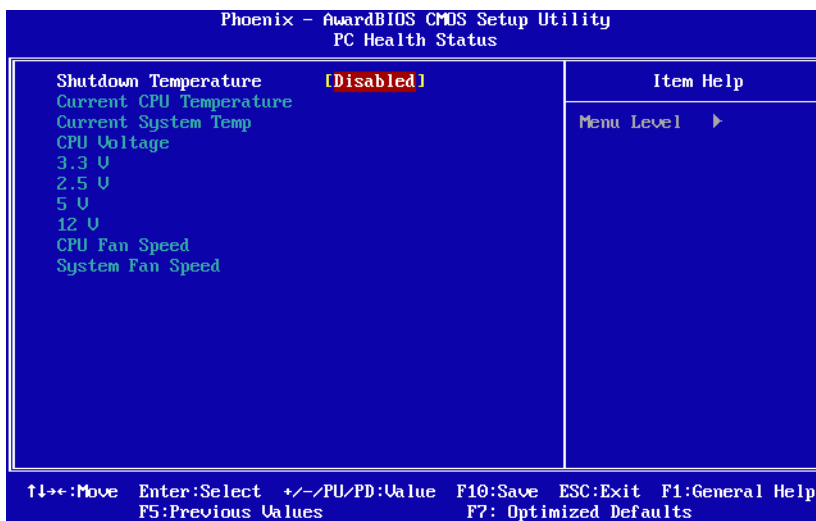 Phoenix - AwardBIOS CMOS Setup Utility
PC Health Status
Shutdown Temperature [Disabled]
Current CPU Temperature
Current System Temp
CPU Voltage
3.3 V
2.5 V
5 V
12 V
CPU Fan Speed
System Fan Speed
Item Help
Menu Level ►
↑↓→←:Move Enter:Select +/-/PU/PD:Value F10:Save ESC:Exit F1:General Help
F5:Previous Values F7: Optimized Defaults